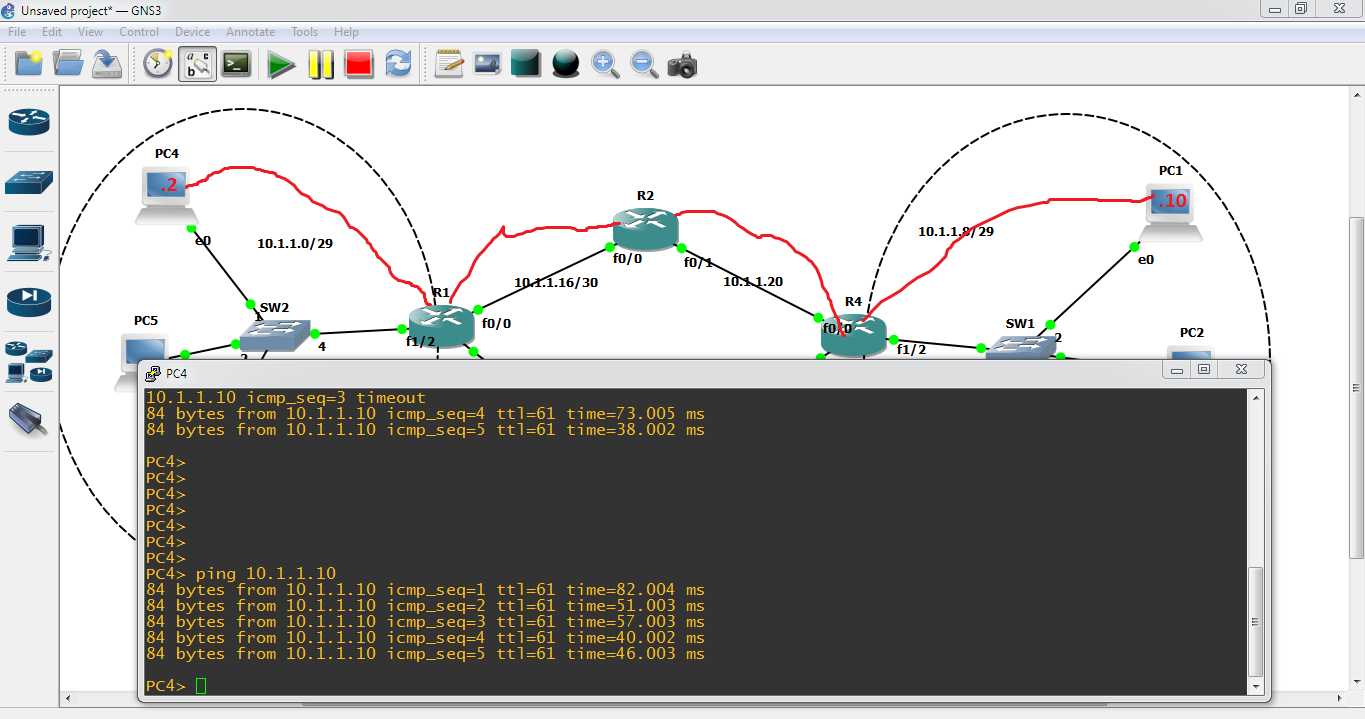 Unsaved project* — GNS3
File Edit View Control Device Annotate Tools Help
PC4
.2
e0
10.1.1.0/29
R2
f0/0
f0/1
10.1.1.16/30
10.1.1.20
PC1
.10
10.1.1.8/29
e0
R1
f0/0
f1/2
SW2
1
4
2
PC5
R4
f0/0
f1/2
SW1
2
PC2
PC4
10.1.1.10 icmp_seq=3 timeout
84 bytes from 10.1.1.10 icmp_seq=4 ttl=61 time=73.005 ms
84 bytes from 10.1.1.10 icmp_seq=5 ttl=61 time=38.002 ms
PC4>
PC4>
PC4>
PC4>
PC4>
PC4>
PC4>
PC4> ping 10.1.1.10
84 bytes from 10.1.1.10 icmp_seq=1 ttl=61 time=82.004 ms
84 bytes from 10.1.1.10 icmp_seq=2 ttl=61 time=51.003 ms
84 bytes from 10.1.1.10 icmp_seq=3 ttl=61 time=57.003 ms
84 bytes from 10.1.1.10 icmp_seq=4 ttl=61 time=40.002 ms
84 bytes from 10.1.1.10 icmp_seq=5 ttl=61 time=46.003 ms
PC4>